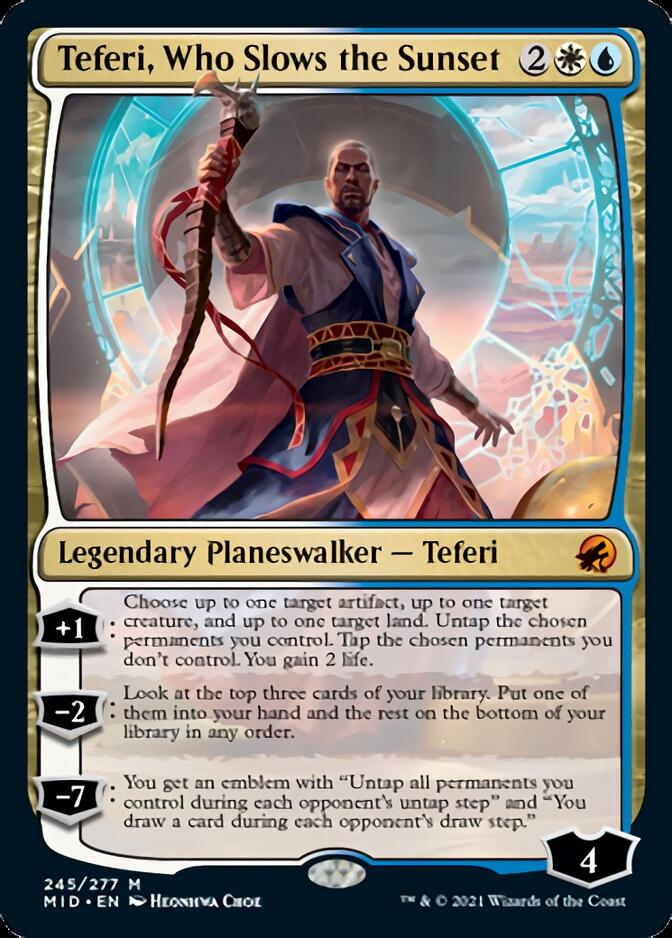 Teferi, Who Slows the Sunset 2
Legendary Planeswalker — Teferi
+1: Choose up to one target artifact, up to one target
creature, and up to one target land. Untap the chosen
permanents you control. Tap the chosen permanents you
don't control. You gain 2 life.
-2: Look at the top three cards of your library. Put one of
them into your hand and the rest on the bottom of your
library in any order.
-7: You get an emblem with “Untap all permanents you
control during each opponent's untap step” and “You
draw a card during each opponent's draw step.”
4
245/277 M
MID • EN Heonhwa Choe
™ & © 2021 Wizards of the Coast